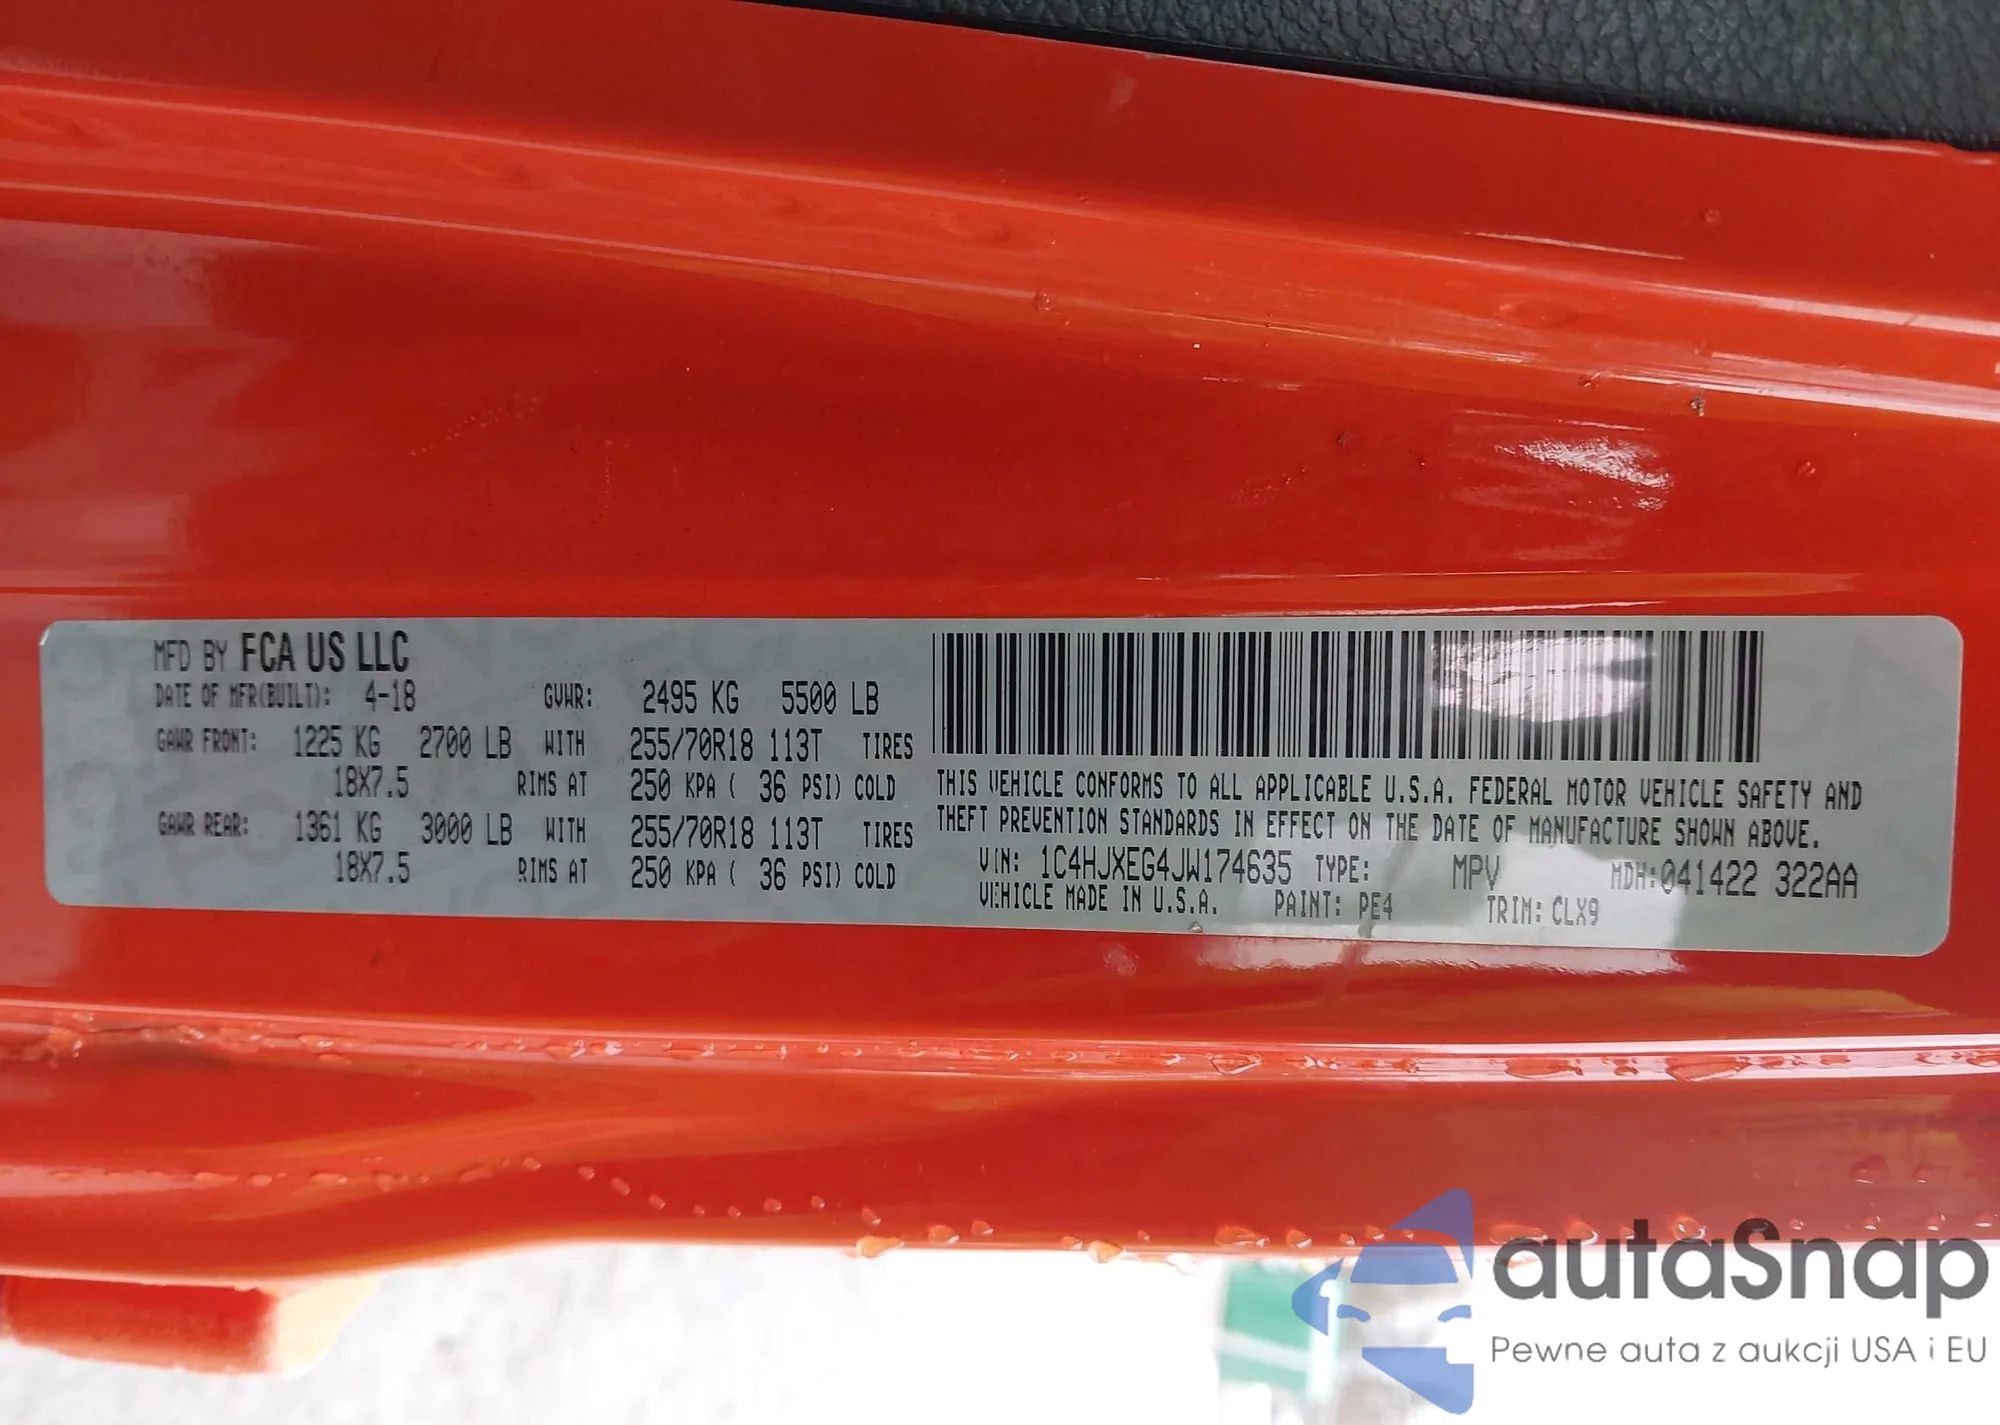 MFD BY FCA US LLC
DATE OF MFR(BUILT): 4-18 GVWR: 2495 KG 5500 LB
GAWR FRONT: 1225 KG 2700 LB WITH 255/70R18 113T TIRES
18X7.5 RIMS AT 250 KPA ( 36 PSI) COLD
GAWR REAR: 1361 KG 3000 LB WITH 255/70R18 113T TIRES
18X7.5 RIMS AT 250 KPA ( 36 PSI) COLD
THIS VEHICLE CONFORMS TO ALL APPLICABLE U.S.A. FEDERAL MOTOR VEHICLE SAFETY AND
THEFT PREVENTION STANDARDS IN EFFECT ON THE DATE OF MANUFACTURE SHOWN ABOVE.
VIN: 1C4HJXEG4JW174635 TYPE: MPV MDH:041422 322AA
VEHICLE MADE IN U.S.A. PAINT: PE4 TRIM: CLX9
autaSnap
Pewne auta z aukcji USA i EU